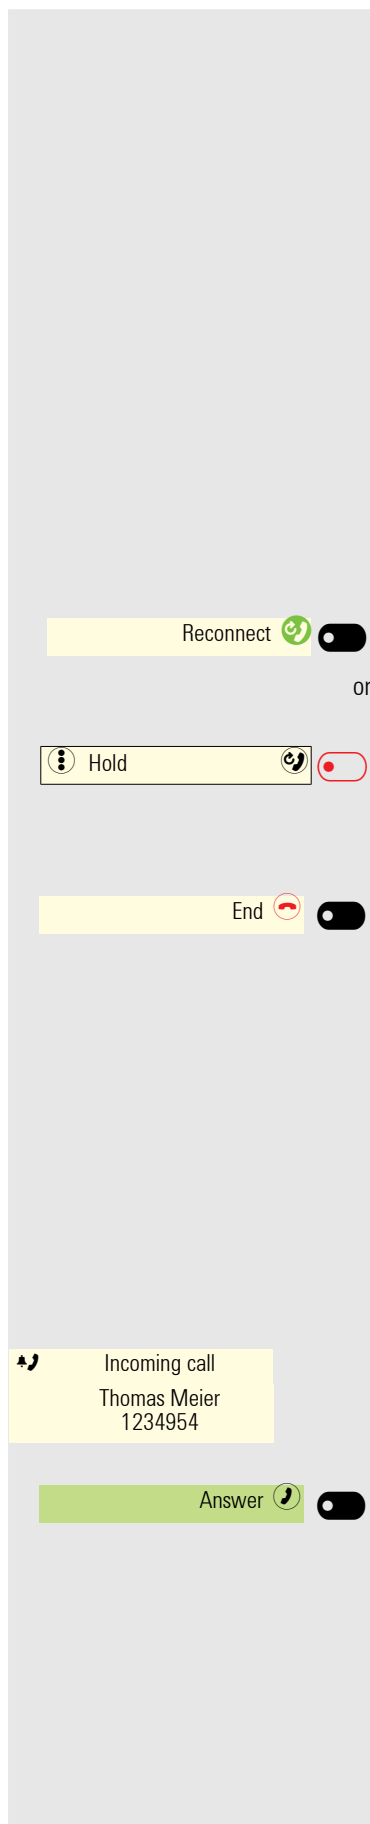 Reconnect
or
Hold
End
Incoming call
Thomas Meier
1234954
Answer